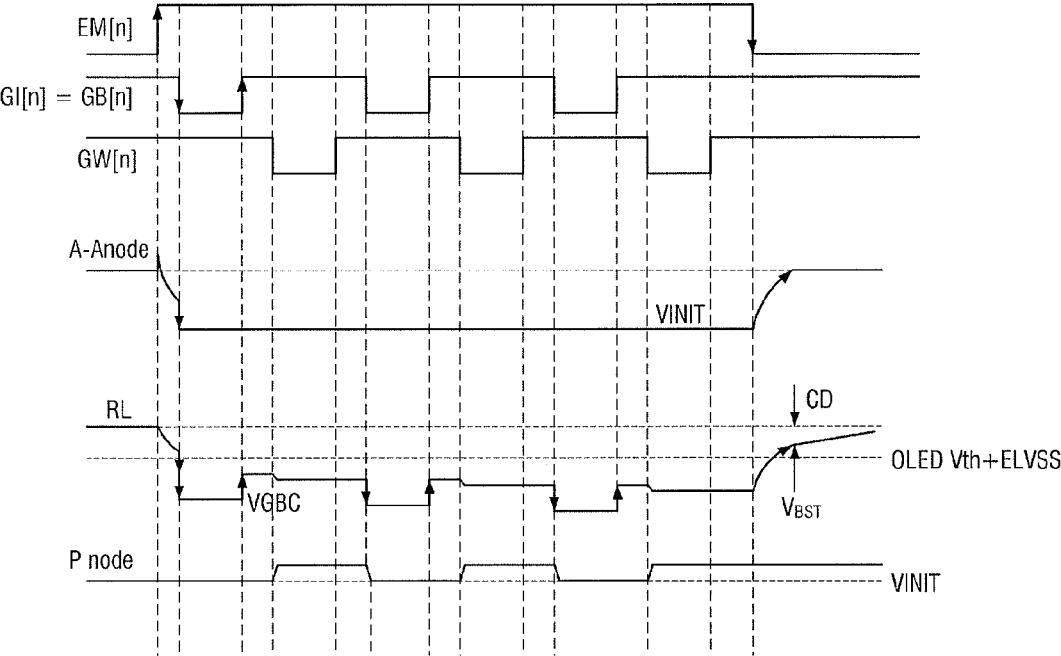 EM[n]
GI[n] = GB[n]
GW[n]
A-Anode
VINIT
RL
CD
OLED Vth+ELVSS
VGBC
VBST
P node
VINIT